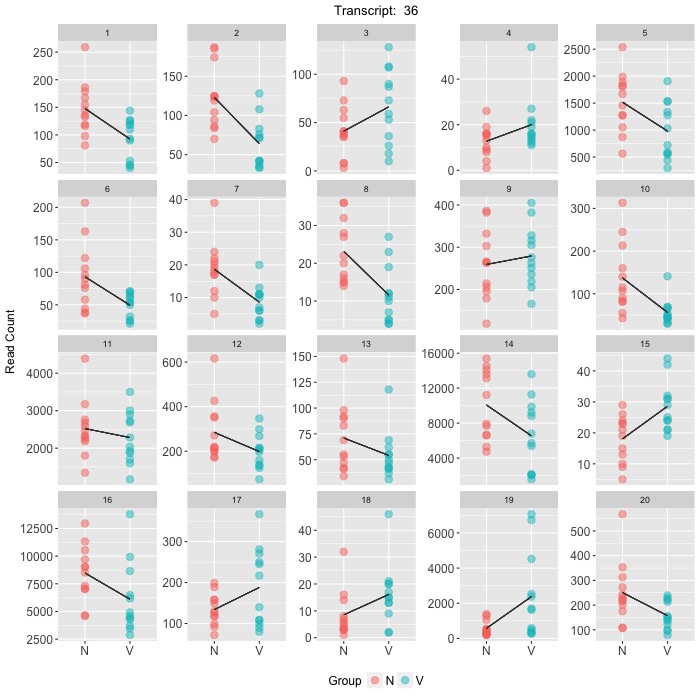 Transcript:  36
1 2 3 4 5
250 200 150 100 50
150 100 50
100 50 0
40 20 0
2500 2000 1500 1000 500
6 7 8 9 10
200 150 100 50
40 30 20 10
30 20 10
400 300 200
300 200 100
11 12 13 14 15
4000 3000 2000
600 400 200
150 125 100 75 50
16000 12000 8000 4000
40 30 20 10
16 17 18 19 20
12500 10000 7500 5000 2500
300 200 100
40 30 20 10 0
6000 4000 2000 0
500 400 300 200 100
N V N V N V N V N V
Read Count
Group N V